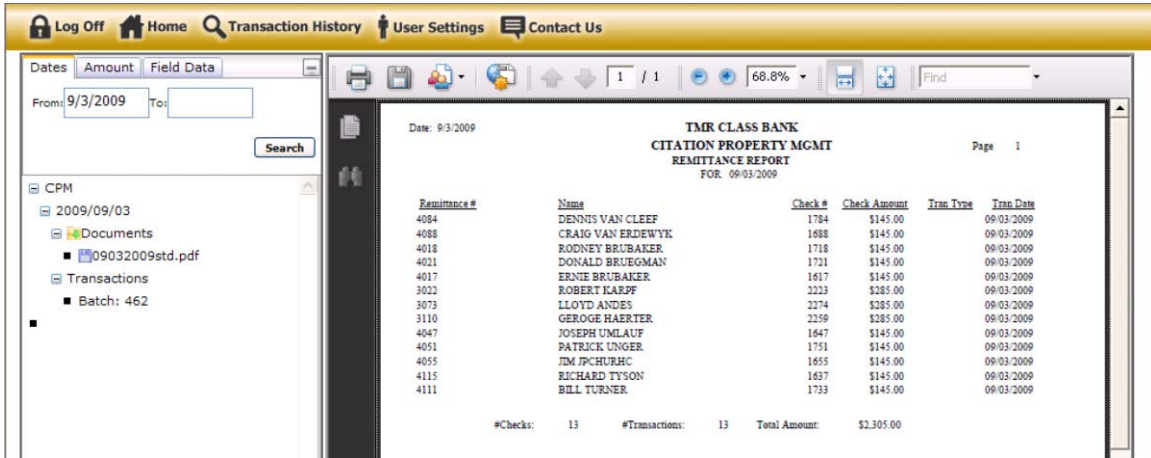 Log Off Home Transaction History User Settings Contact Us
Dates Amount Field Data
From: 9/3/2009 To:
Search
CPM
2009/09/03
Documents
09032009std.pdf
Transactions
Batch: 462
1 / 1 68.8% Find
Date: 9/3/2009 TMR CLASS BANK
CITATION PROPERTY MGMT Page 1
REMITTANCE REPORT
FOR 09/03/2009
Remittance # Name Check # Check Amount Tran Type Tran Date
4084 DENNIS VAN CLEEF 1784 $145.00 09/03/2009
4088 CRAIG VAN ERDEWYK 1688 $145.00 09/03/2009
4018 RODNEY BRUBAKER 1718 $145.00 09/03/2009
4021 DONALD BRUEGMAN 1721 $145.00 09/03/2009
4017 ERNIE BRUBAKER 1617 $145.00 09/03/2009
3022 ROBERT KARPF 2223 $285.00 09/03/2009
3073 LLOYD ANDES 2274 $285.00 09/03/2009
3110 GEROGE HAERTER 2259 $285.00 09/03/2009
4047 JOSEPH UMLAUF 1647 $145.00 09/03/2009
4051 PATRICK UNGER 1751 $145.00 09/03/2009
4055 JIM JPCHURHC 1655 $145.00 09/03/2009
4115 RICHARD TYSON 1637 $145.00 09/03/2009
4111 BILL TURNER 1733 $145.00 09/03/2009
#Checks: 13 #Transactions: 13 Total Amount: $2,305.00